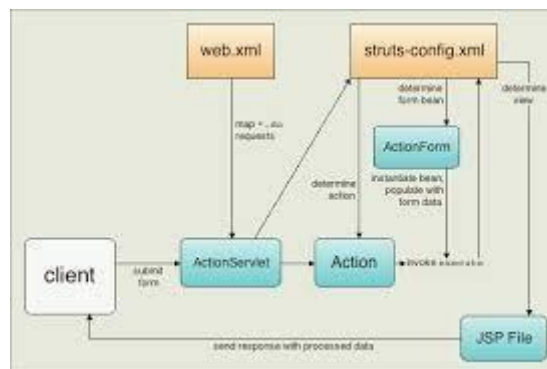 web.xml
struts-config.xml
determine
form bean
determine
view
map
requests
ActionForm
instantiate bean,
populate with
form data
determine
action
client
submit
form
ActionServlet
Action
invoke
JSP File
send response with processed data